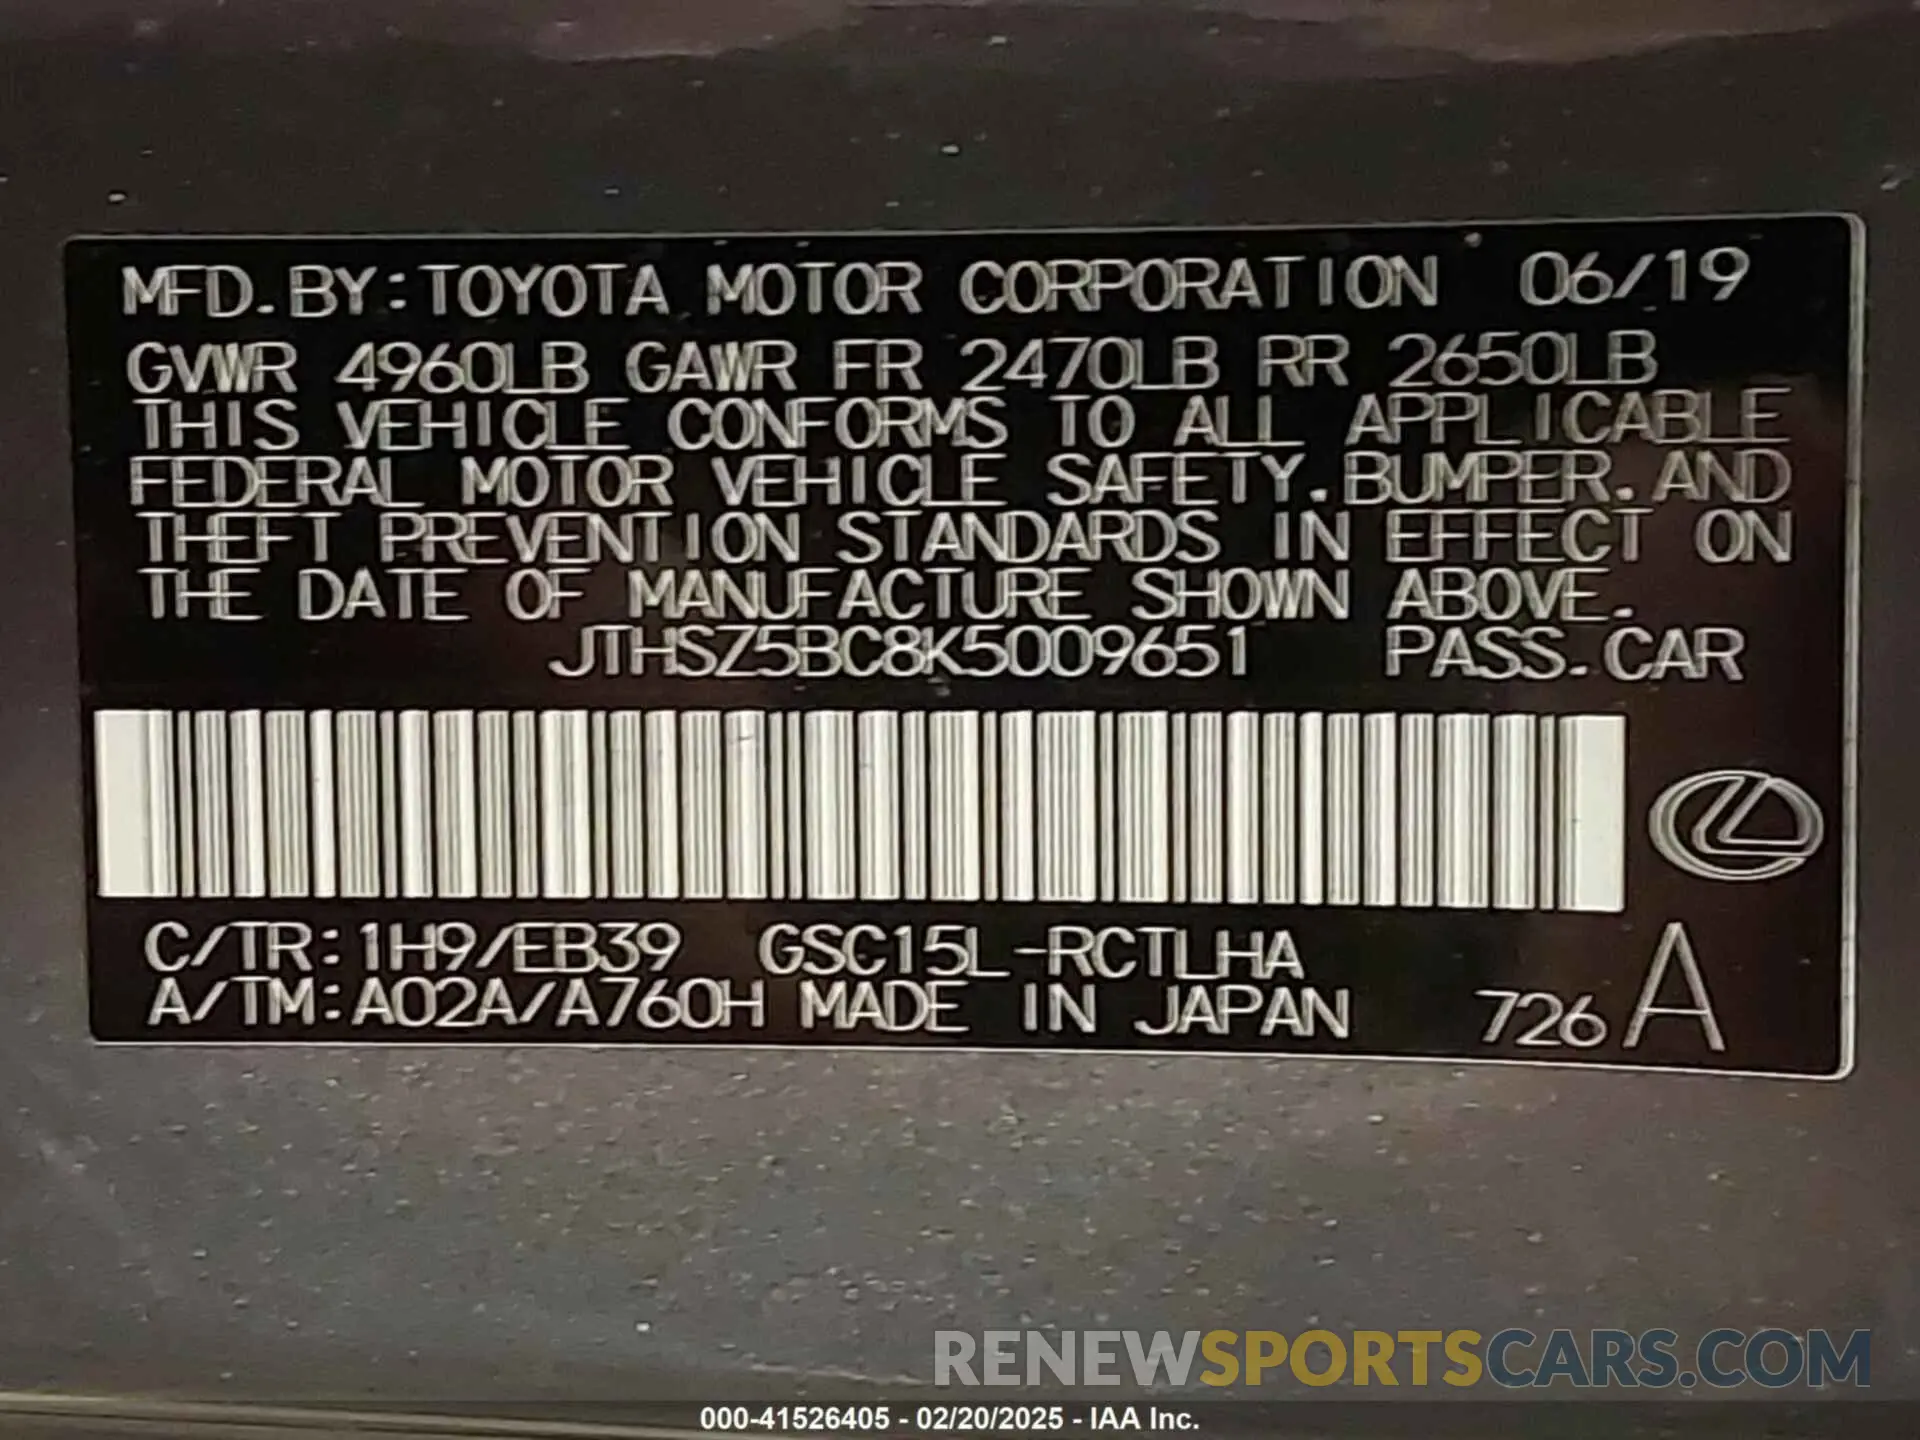 MFD.BY:TOYOTA MOTOR CORPORATION 06/19
GVWR 4960LB GAWR FR 2470LB RR 2650LB
THIS VEHICLE CONFORMS TO ALL APPLICABLE
FEDERAL MOTOR VEHICLE SAFETY.BUMPER.AND
THEFT PREVENTION STANDARDS IN EFFECT ON
THE DATE OF MANUFACTURE SHOWN ABOVE.
JTHSZ5BC8K5009651 PASS.CAR
C/TR:1H9/EB39 GSC15L-RCTLHA
A/TM:A02A/A760H MADE IN JAPAN 726 A
RENEWSPORTSCARS.COM
000-41526405 - 02/20/2025 - IAA Inc.